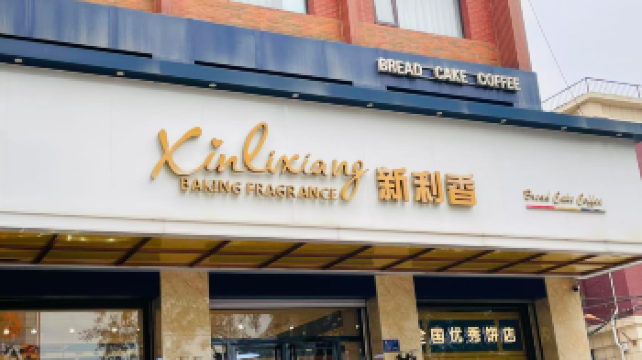 BREAD CAKE COFFEE
Xinlixiang
BAKING FRAGRANCE
新利香
Bread Cake Coffee
全国优秀饼店